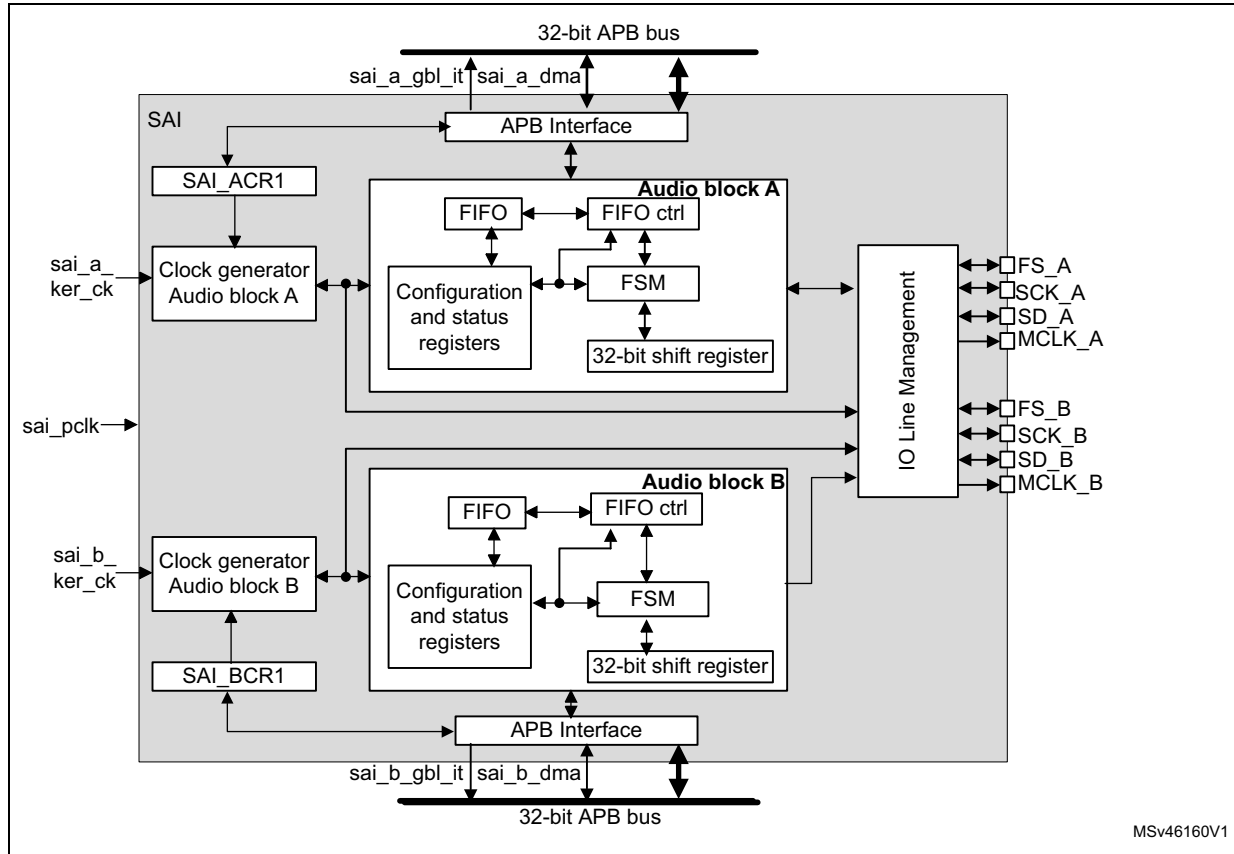 32-bit APB bus
sai_a_gbl_it
sai_a_dma
SAI
APB Interface
SAI_ACR1
Audio block A
FIFO
FIFO ctrl
sai_a_
ker_ck
Clock generator
Audio block A
Configuration
and status
registers
FSM
32-bit shift register
IO Line Management
FS_A
SCK_A
SD_A
MCLK_A
sai_pclk
FS_B
SCK_B
SD_B
MCLK_B
Audio block B
FIFO
FIFO ctrl
sai_b_
ker_ck
Clock generator
Audio block B
Configuration
and status
registers
FSM
32-bit shift register
SAI_BCR1
APB Interface
sai_b_gbl_it
sai_b_dma
32-bit APB bus
MSv46160V1